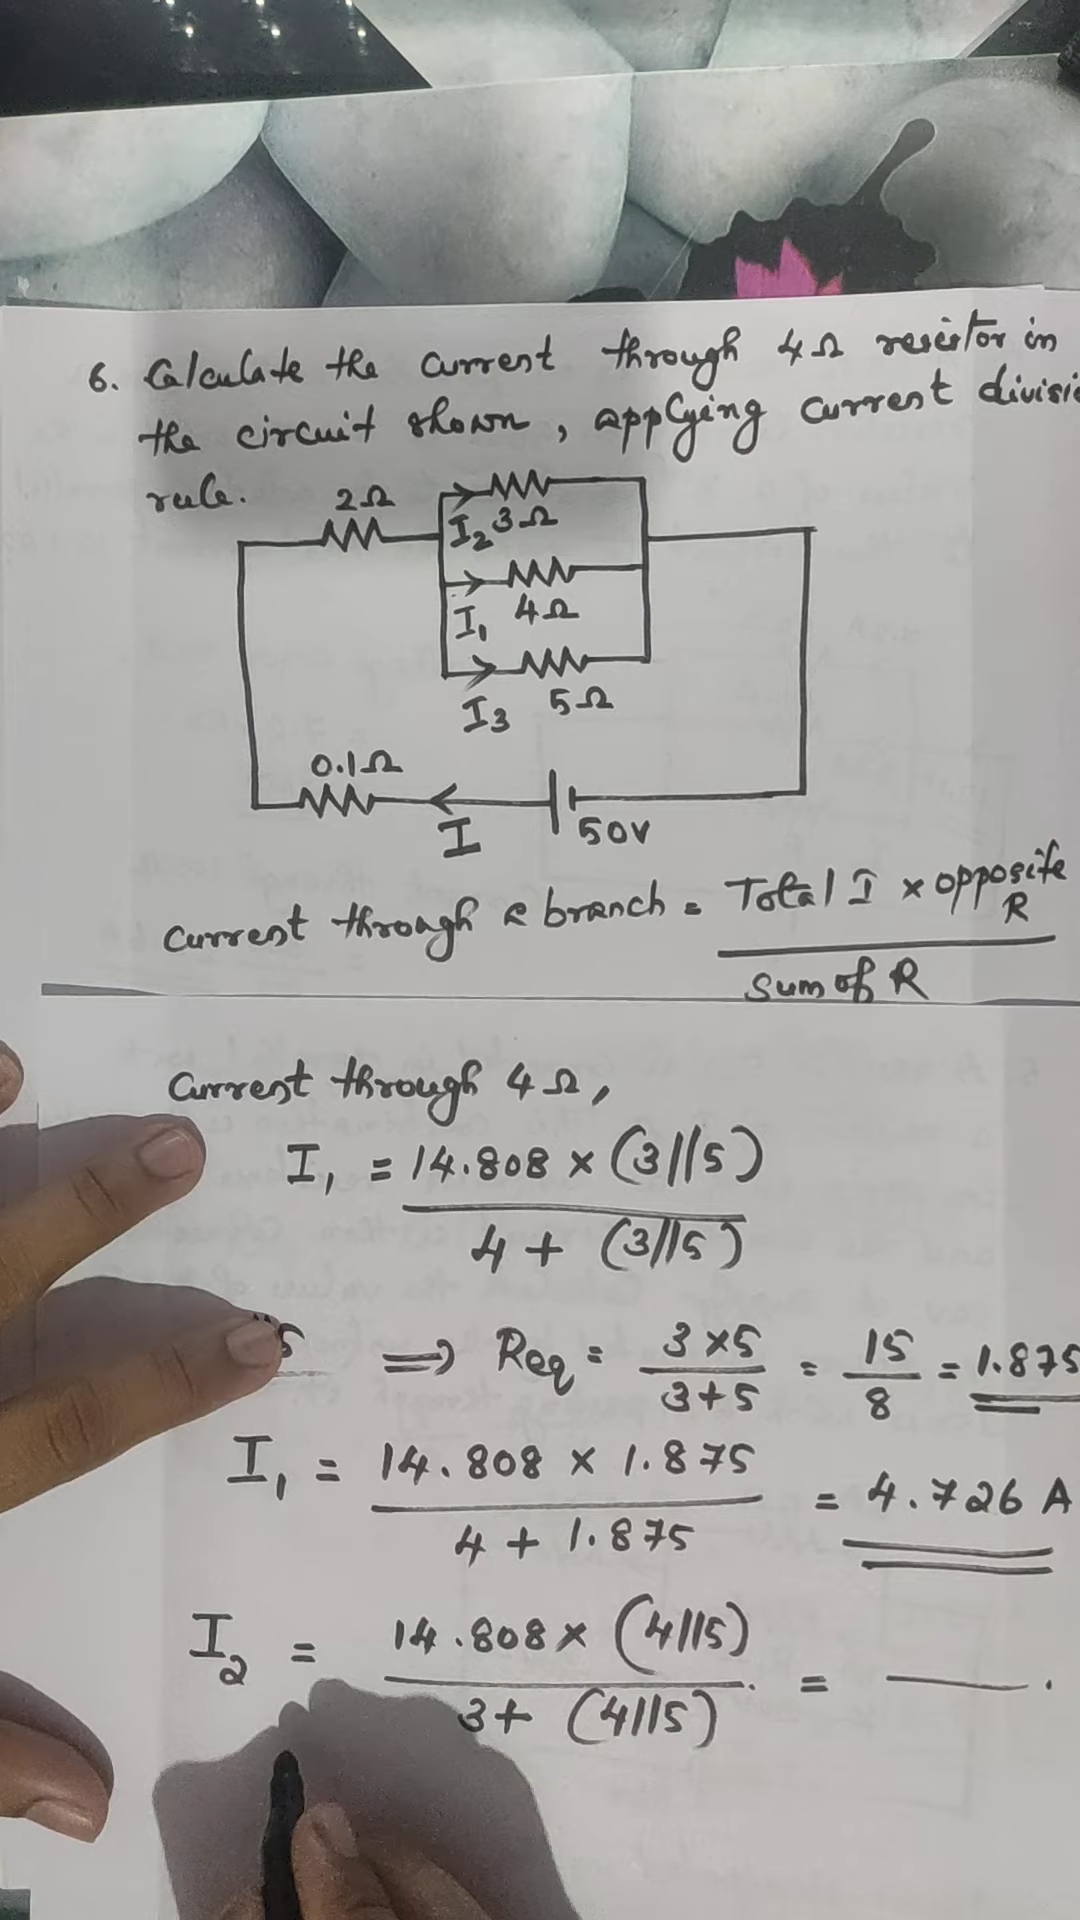 6. Calculate the current through 4Ω resistor in
the circuit shown, applying current divisi
rule.
2Ω
I2 3Ω
I1 4Ω
I3 5Ω
0.1Ω
I 50V
Current through a branch = Total I × opposite R / Sum of R
Current through 4Ω,
I1 = 14.808 × (3||5) / 4 + (3||5)
5 ⟹ Req = 3×5 / 3+5 = 15 / 8 = 1.875
I1 = 14.808 × 1.875 / 4 + 1.875 = 4.726 A
I2 = 14.808 × (4||5) / 3+ (4||5) = ___.